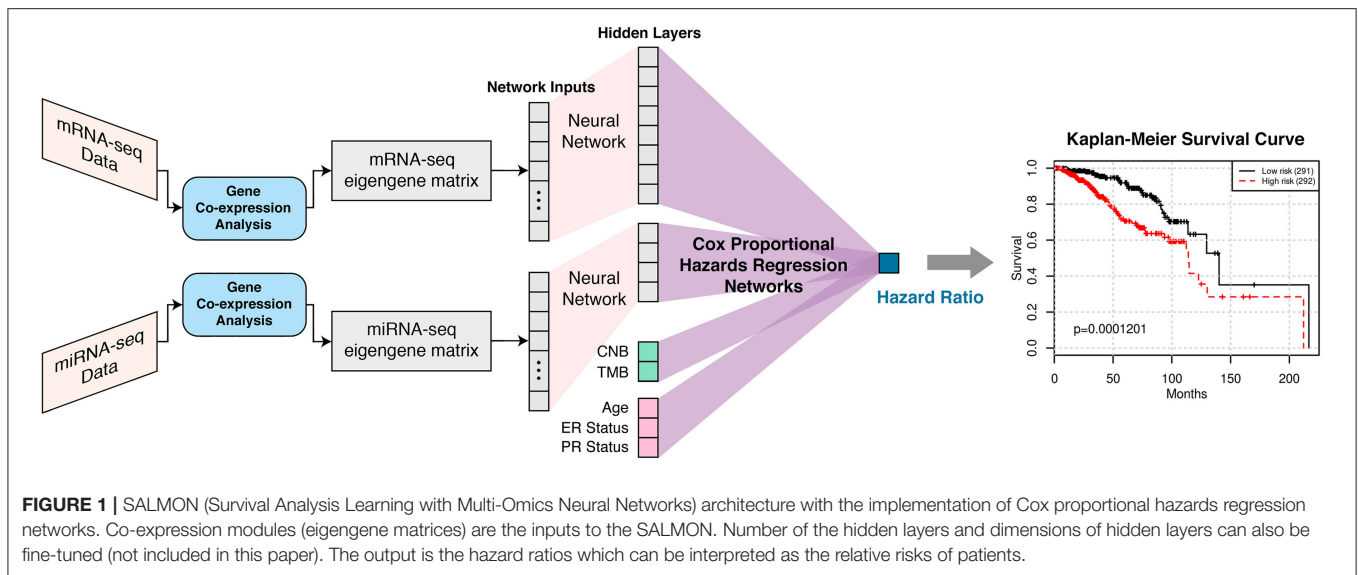 Hidden Layers
Network Inputs
Neural
Network
mRNA-seq
Data
Gene
Co-expression
Analysis
mRNA-seq
eigengene matrix
Neural
Network
miRNA-seq
Data
Gene
Co-expression
Analysis
miRNA-seq
eigengene matrix
CNB
TMB
Age
ER Status
PR Status
Cox Proportional
Hazards Regression
Networks
Hazard Ratio
Kaplan-Meier Survival Curve
Low risk (291)
High risk (292)
Survival
1.0
0.8
0.6
0.4
0.2
0.0
p=0.0001201
0 50 100 150 200
Months
FIGURE 1 | SALMON (Survival Analysis Learning with Multi-Omics Neural Networks) architecture with the implementation of Cox proportional hazards regression
networks. Co-expression modules (eigengene matrices) are the inputs to the SALMON. Number of the hidden layers and dimensions of hidden layers can also be
fine-tuned (not included in this paper). The output is the hazard ratios which can be interpreted as the relative risks of patients.